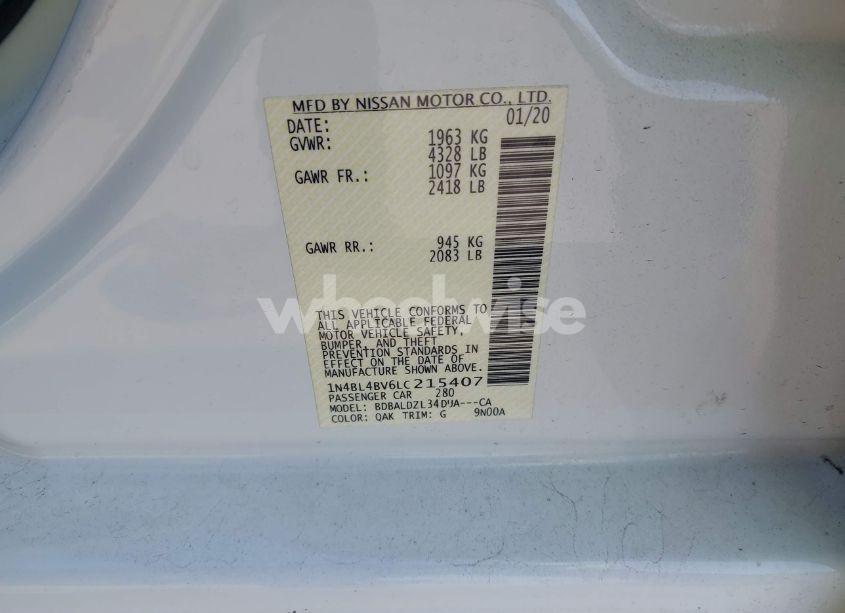 MFD BY NISSAN MOTOR CO., LTD.
DATE: 01/20
GVWR: 1963 KG
4328 LB
GAWR FR.: 1097 KG
2418 LB
GAWR RR.: 945 KG
2083 LB
wheelwise
THIS VEHICLE CONFORMS TO
ALL APPLICABLE FEDERAL
MOTOR VEHICLE SAFETY,
BUMPER, AND THEFT
PREVENTION STANDARDS IN
EFFECT ON THE DATE OF
MANUFACTURE SHOWN ABOVE.
1N4BL4BV6LC215407
PASSENGER CAR 280
MODEL: BDBALDZL34DUA---CA
COLOR: QAK TRIM: G 9N00A